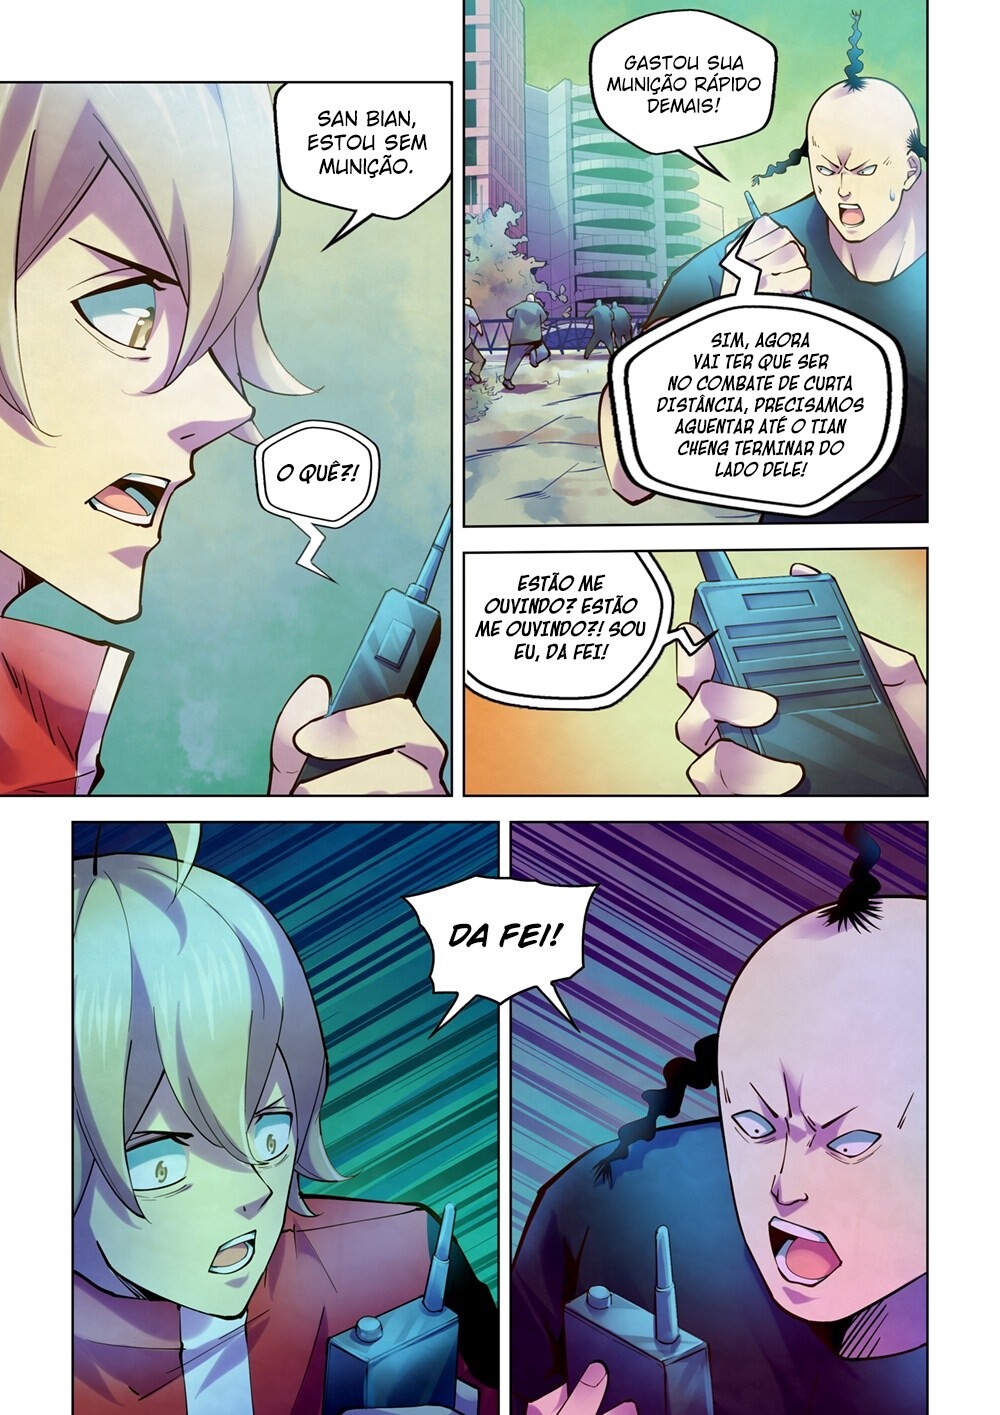 SAN BIAN,
ESTOU SEM
MUNIÇÃO.
O QUÊ?!
GASTOU SUA
MUNIÇÃO RÁPIDO
DEMAIS!
SIM, AGORA
VAI TER QUE SER
NO COMBATE DE CURTA
DISTÂNCIA, PRECISAMOS
AGUENTAR ATÉ O TIAN
CHENG TERMINAR DO
LADO DELE!
ESTÃO ME
OUVINDO? ESTÃO
ME OUVINDO?! SOU
EU, DA FEI!
DA FEI!